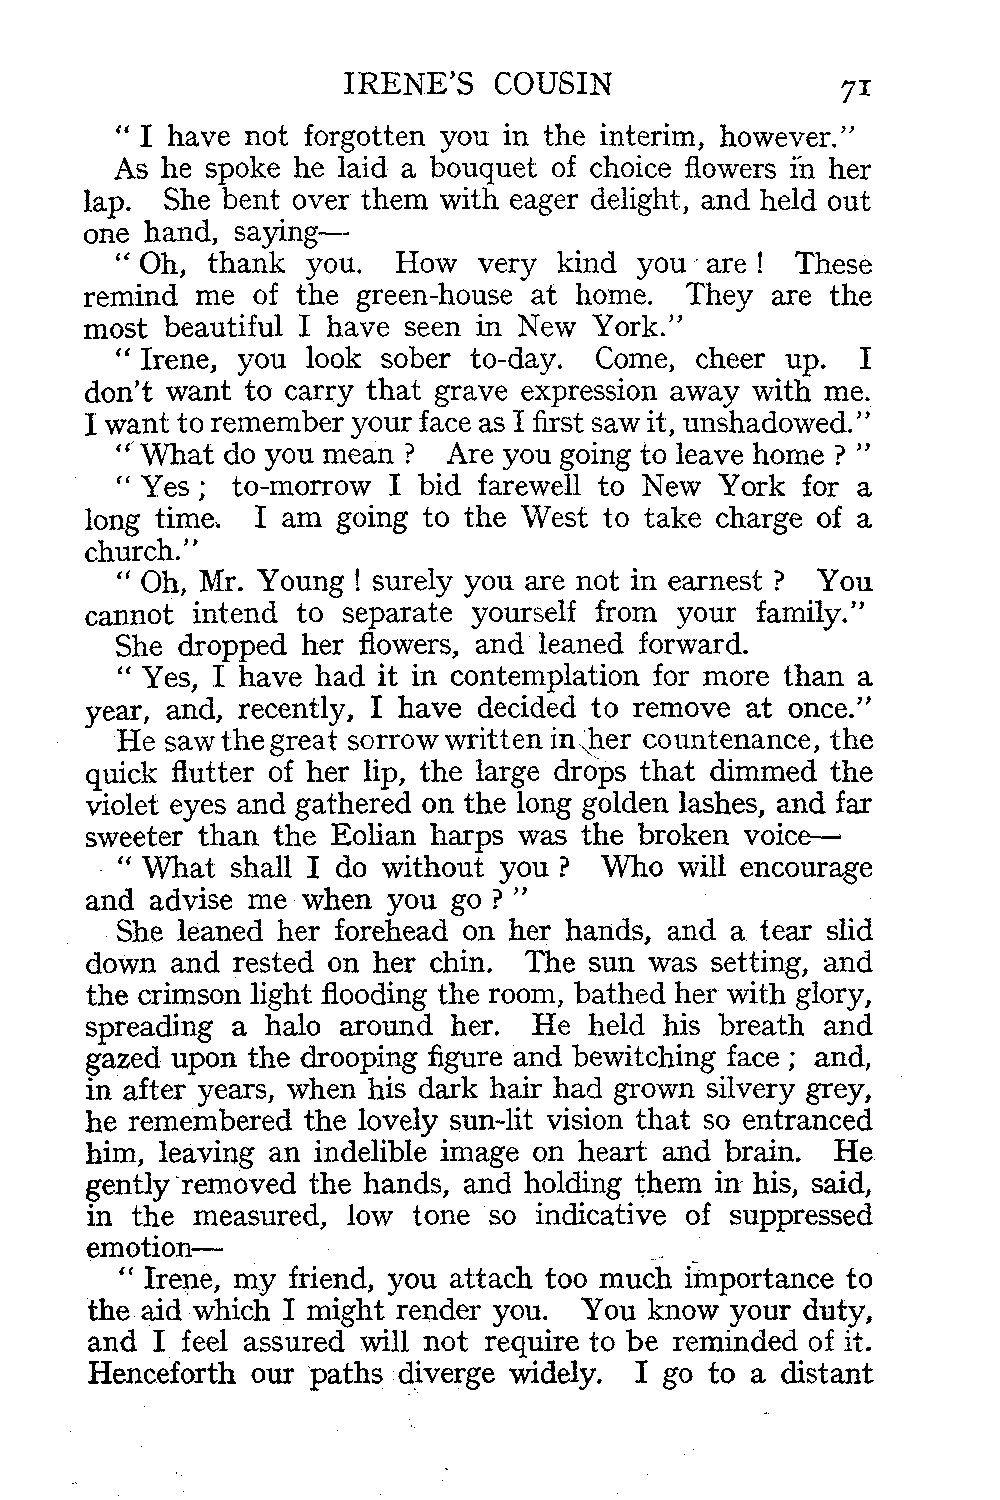 IRENE'S COUSIN 71
" I have not forgotten you in the interim, however."
As he spoke he laid a bouquet of choice flowers in her
lap. She bent over them with eager delight, and held out
one hand, saying—
" Oh, thank you. How very kind you are ! These
remind me of the green-house at home. They are the
most beautiful I have seen in New York."
" Irene, you look sober to-day. Come, cheer up. I
don't want to carry that grave expression away with me.
I want to remember your face as I first saw it, unshadowed."
" What do you mean ? Are you going to leave home ? "
" Yes ; to-morrow I bid farewell to New York for a
long time. I am going to the West to take charge of a
church."
" Oh, Mr. Young ! surely you are not in earnest ? You
cannot intend to separate yourself from your family."
She dropped her flowers, and leaned forward.
" Yes, I have had it in contemplation for more than a
year, and, recently, I have decided to remove at once."
He saw the great sorrow written in her countenance, the
quick flutter of her lip, the large drops that dimmed the
violet eyes and gathered on the long golden lashes, and far
sweeter than the Eolian harps was the broken voice—
" What shall I do without you ? Who will encourage
and advise me when you go ? "
She leaned her forehead on her hands, and a tear slid
down and rested on her chin. The sun was setting, and
the crimson light flooding the room, bathed her with glory,
spreading a halo around her. He held his breath and
gazed upon the drooping figure and bewitching face ; and,
in after years, when his dark hair had grown silvery grey,
he remembered the lovely sun-lit vision that so entranced
him, leaving an indelible image on heart and brain. He
gently removed the hands, and holding them in his, said,
in the measured, low tone so indicative of suppressed
emotion—
" Irene, my friend, you attach too much importance to
the aid which I might render you. You know your duty,
and I feel assured will not require to be reminded of it.
Henceforth our paths diverge widely. I go to a distant